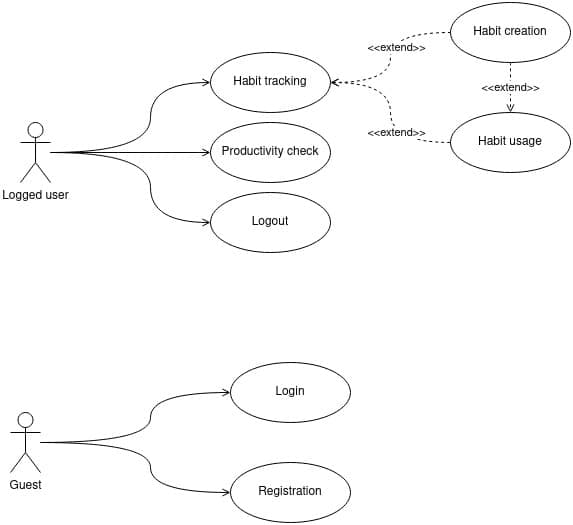 Habit creation
<<extend>>
Habit tracking
<<extend>>
<<extend>>
Habit usage
Productivity check
Logged user
Logout
Login
Guest
Registration